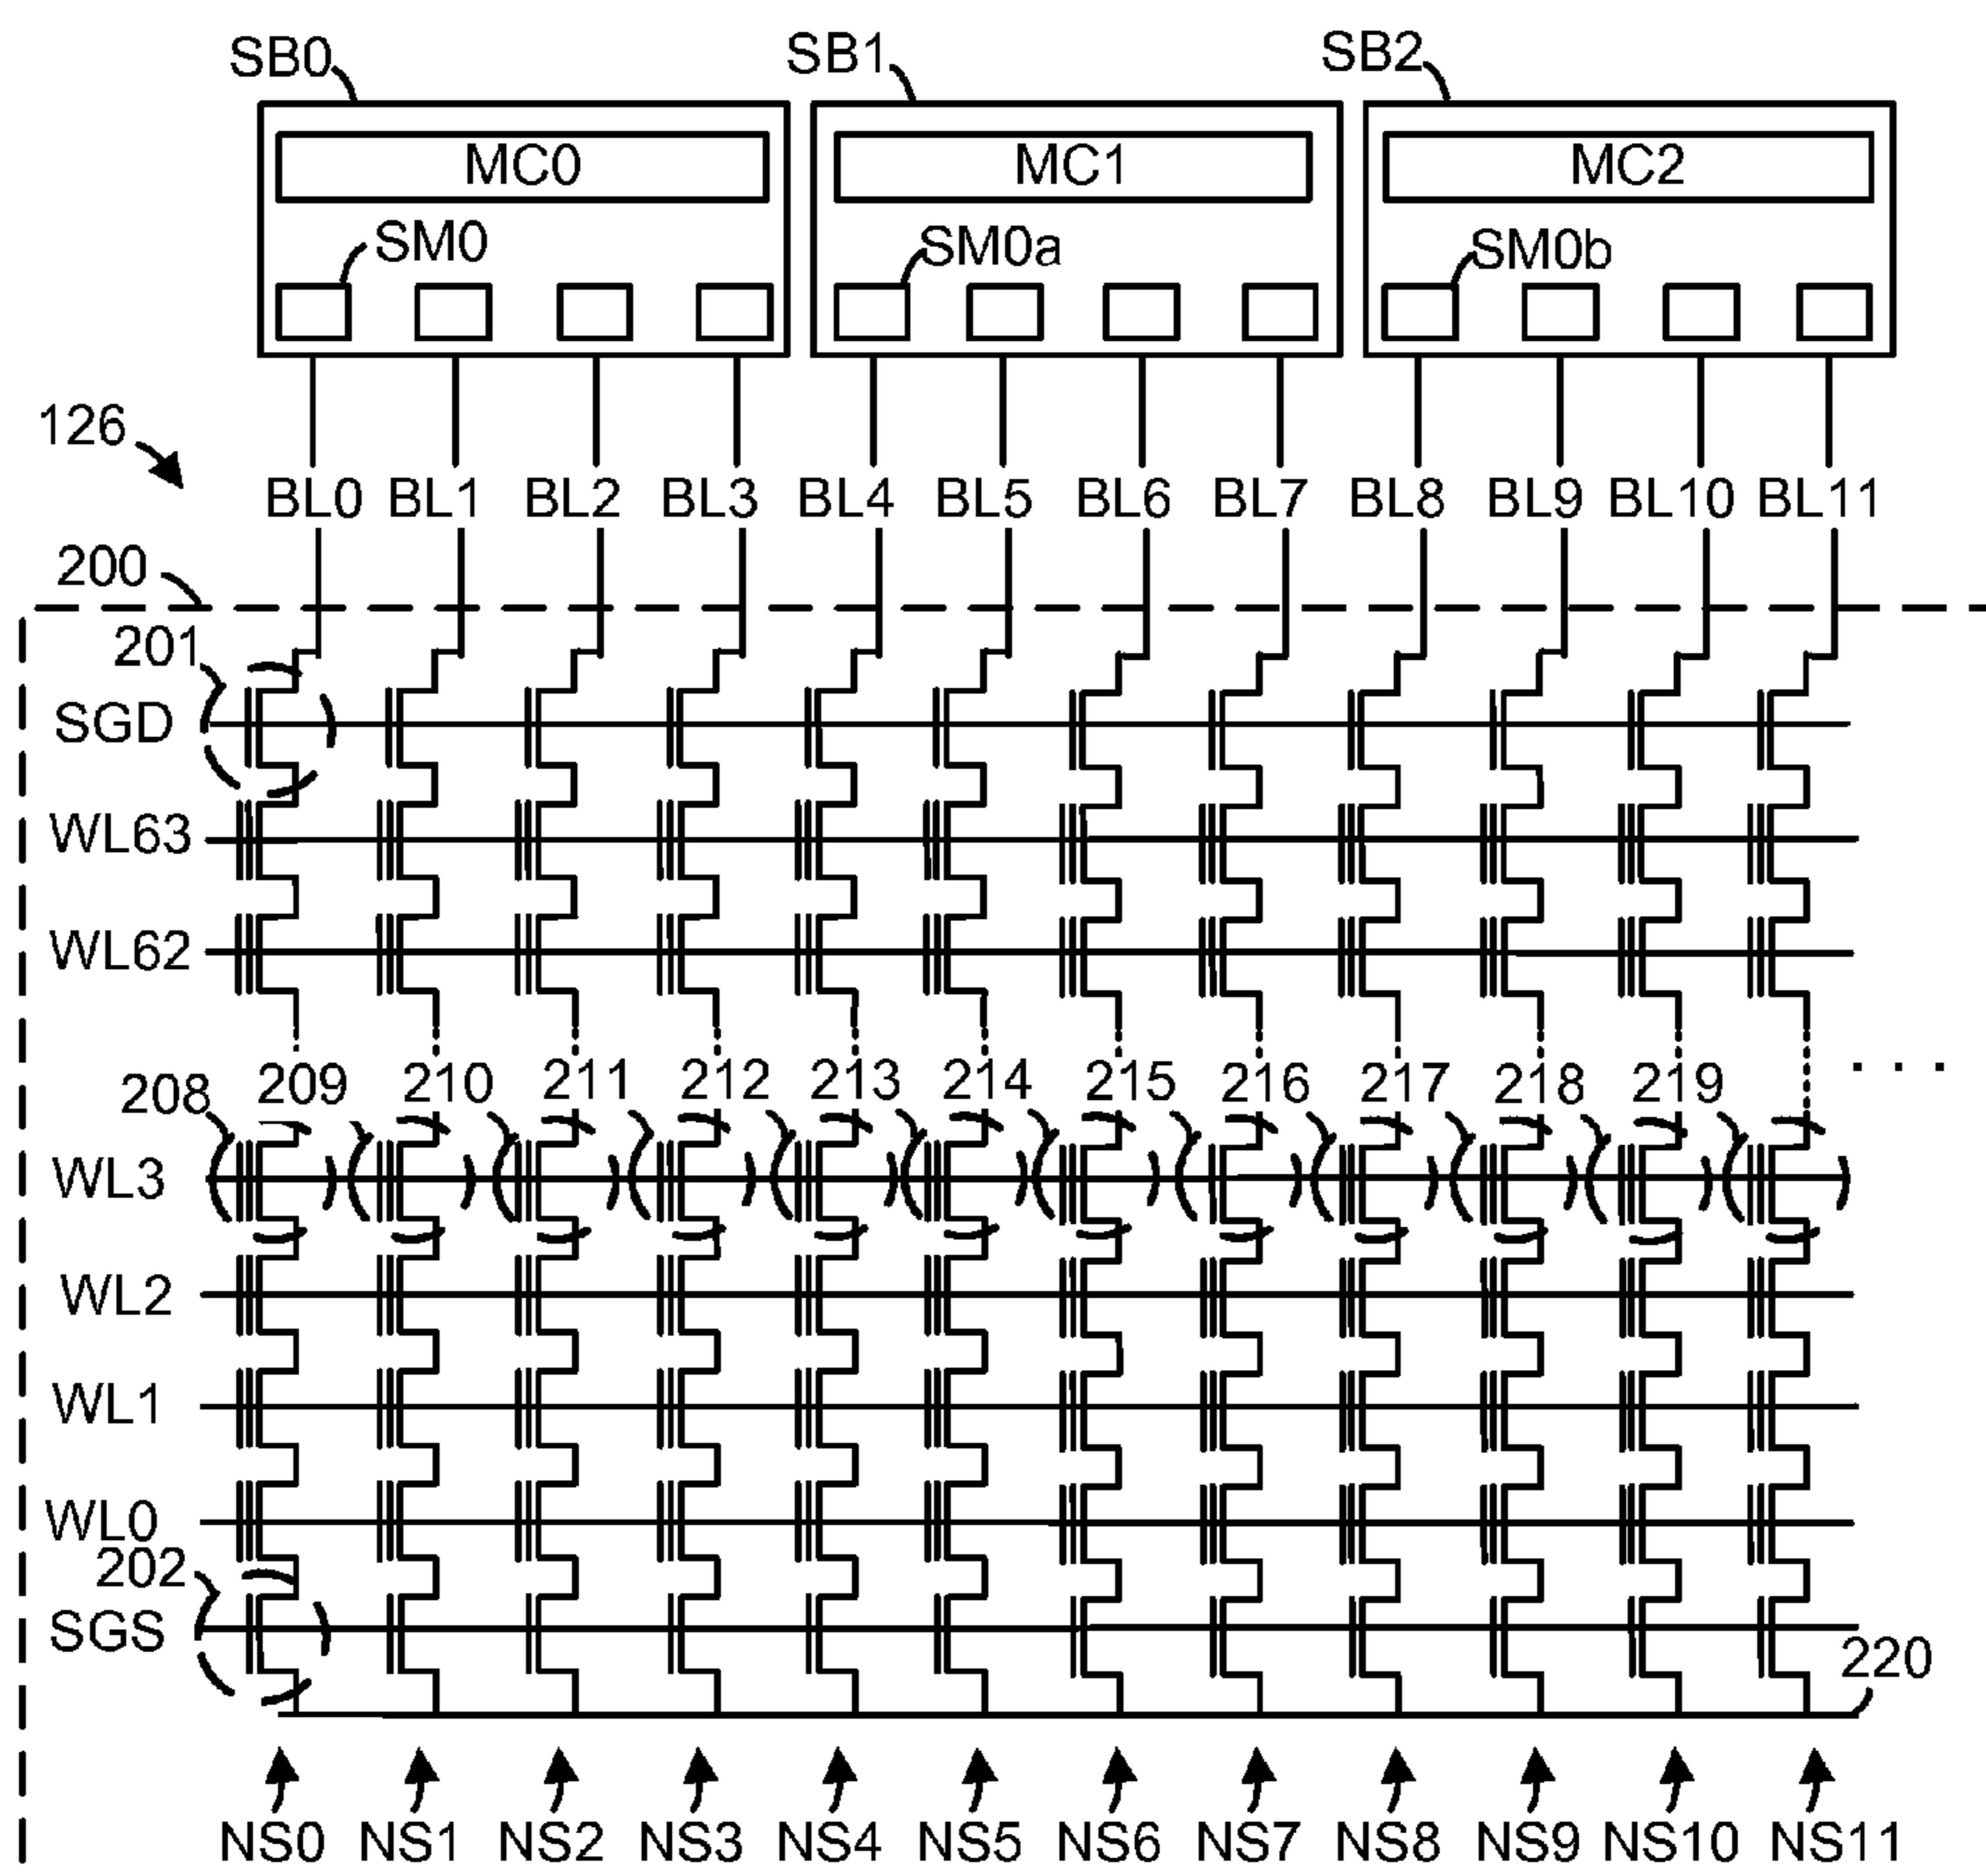 SB0 SB1 SB2
MC0 MC1 MC2
SM0 SM0a SM0b
126
BL0 BL1 BL2 BL3 BL4 BL5 BL6 BL7 BL8 BL9 BL10 BL11
200
201
SGD
WL63
WL62
208 209 210 211 212 213 214 215 216 217 218 219 . . .
WL3
WL2
WL1
WL0
202
SGS
220
NS0 NS1 NS2 NS3 NS4 NS5 NS6 NS7 NS8 NS9 NS10 NS11